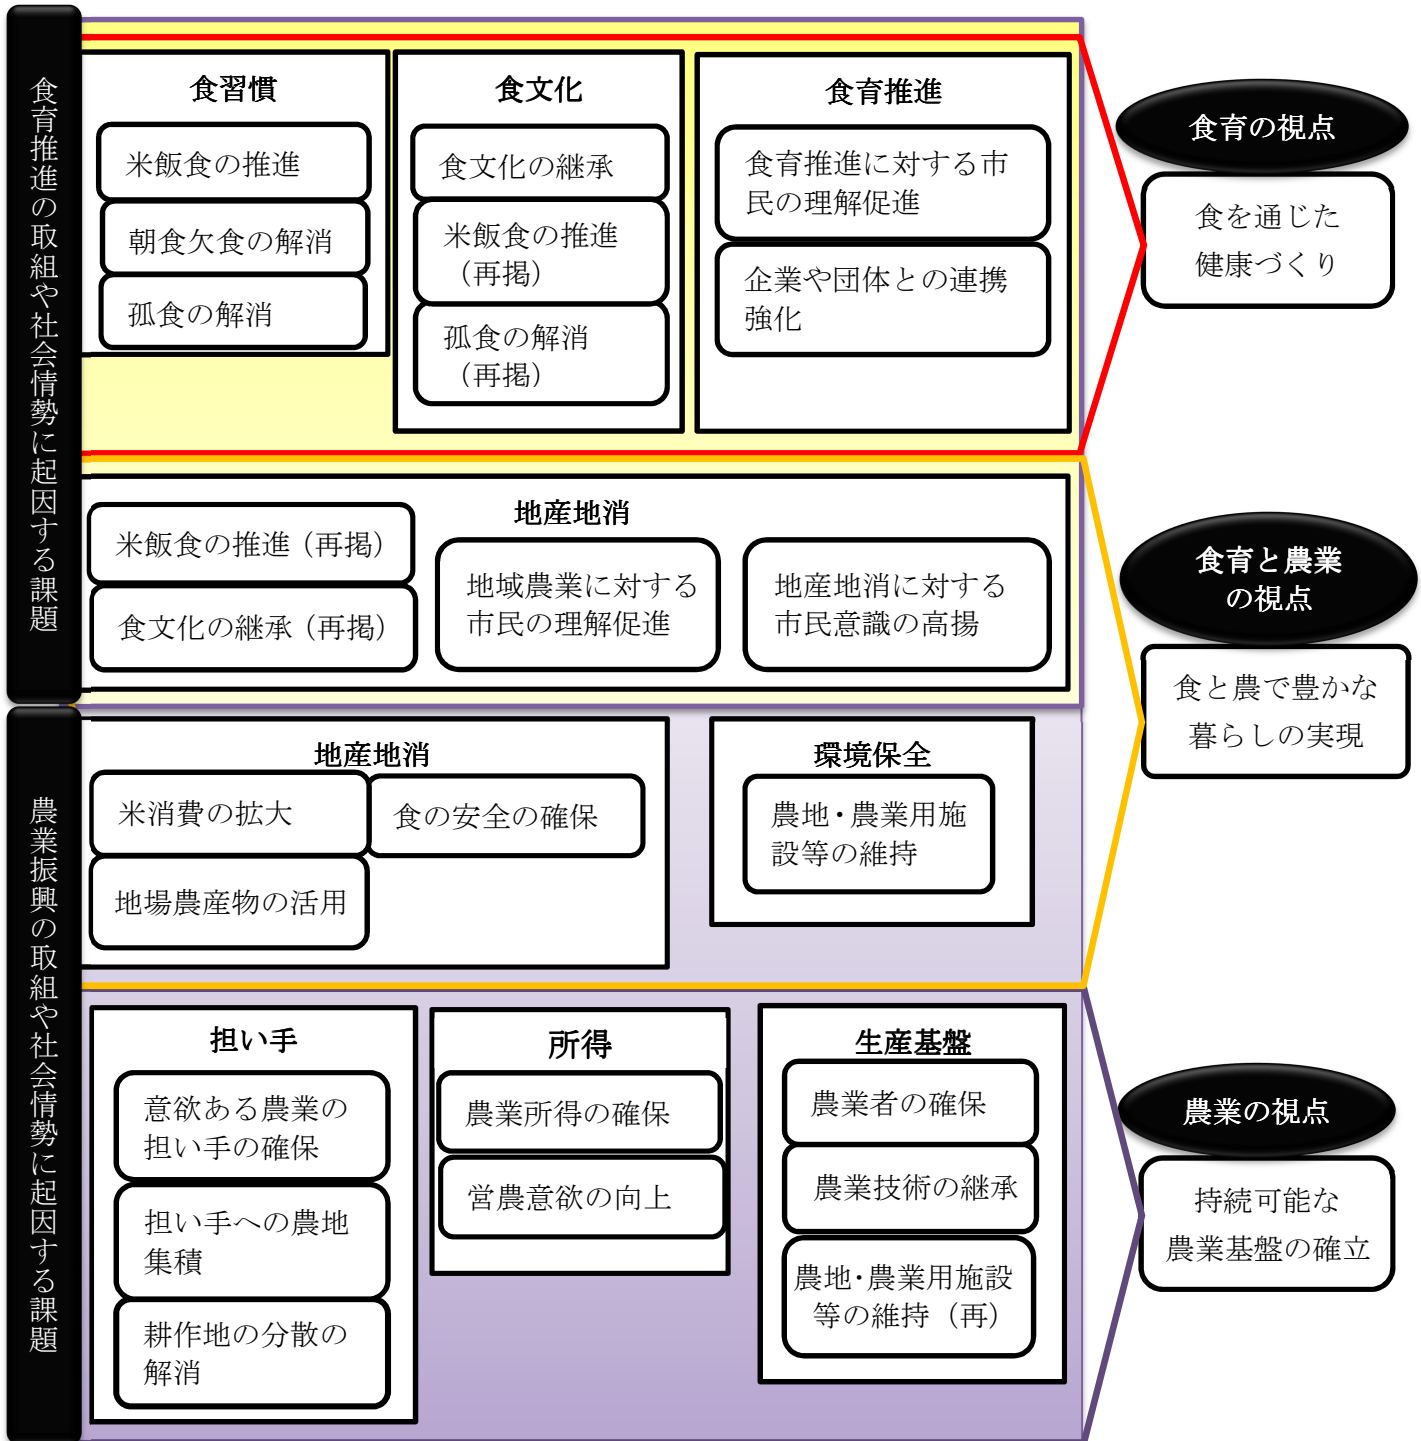 食育推進の取組や社会情勢に起因する課題
食習慣
米飯食の推進
朝食欠食の解消
孤食の解消
食文化
食文化の継承
米飯食の推進
（再掲）
孤食の解消
（再掲）
食育推進
食育推進に対する市
民の理解促進
企業や団体との連携
強化
食育の視点
食を通じた
健康づくり
地産地消
米飯食の推進（再掲）
食文化の継承（再掲）
地域農業に対する
市民の理解促進
地産地消に対する
市民意識の高揚
食育と農業
の視点
食と農で豊かな
暮らしの実現
農業振興の取組や社会情勢に起因する課題
地産地消
米消費の拡大
食の安全の確保
地場農産物の活用
環境保全
農地・農業用施
設等の維持
担い手
意欲ある農業の
担い手の確保
担い手への農地
集積
耕作地の分散の
解消
所得
農業所得の確保
営農意欲の向上
生産基盤
農業者の確保
農業技術の継承
農地・農業用施設
等の維持（再）
農業の視点
持続可能な
農業基盤の確立